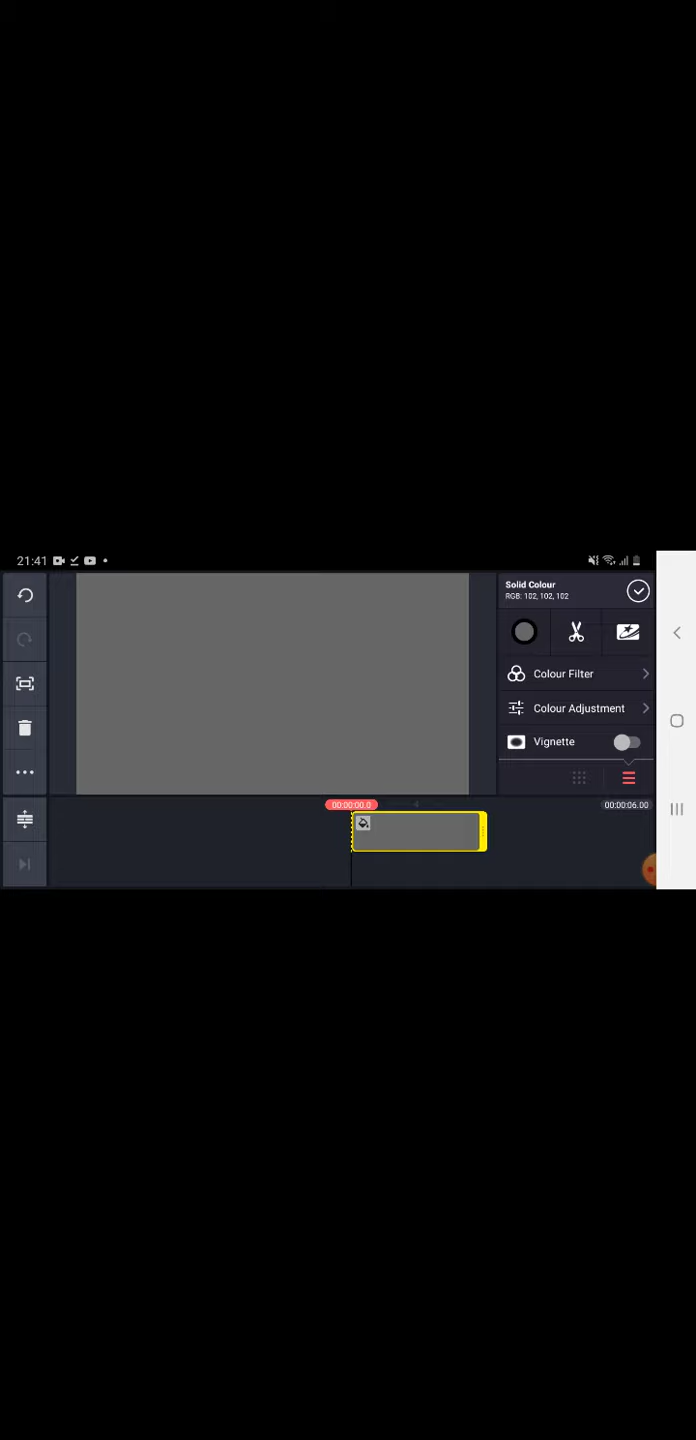 21:41
Solid Colour
RGB: 102, 102, 102
Colour Filter
Colour Adjustment
Vignette
00:00:00.0
4
00:00:06.00